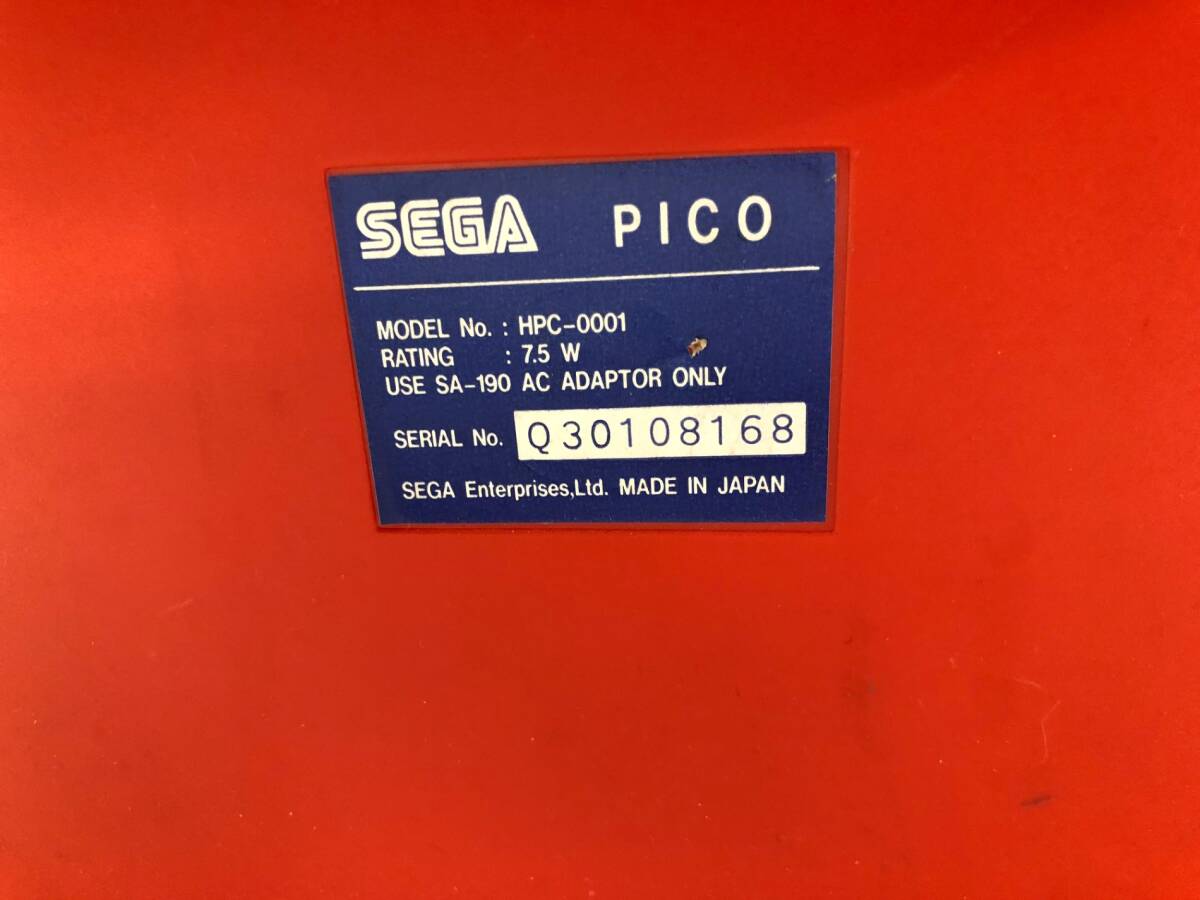 SEGA PICO
MODEL No. : HPC-0001
RATING : 7.5 W
USE SA-190 AC ADAPTOR ONLY
SERIAL No. Q30108168
SEGA Enterprises,Ltd. MADE IN JAPAN